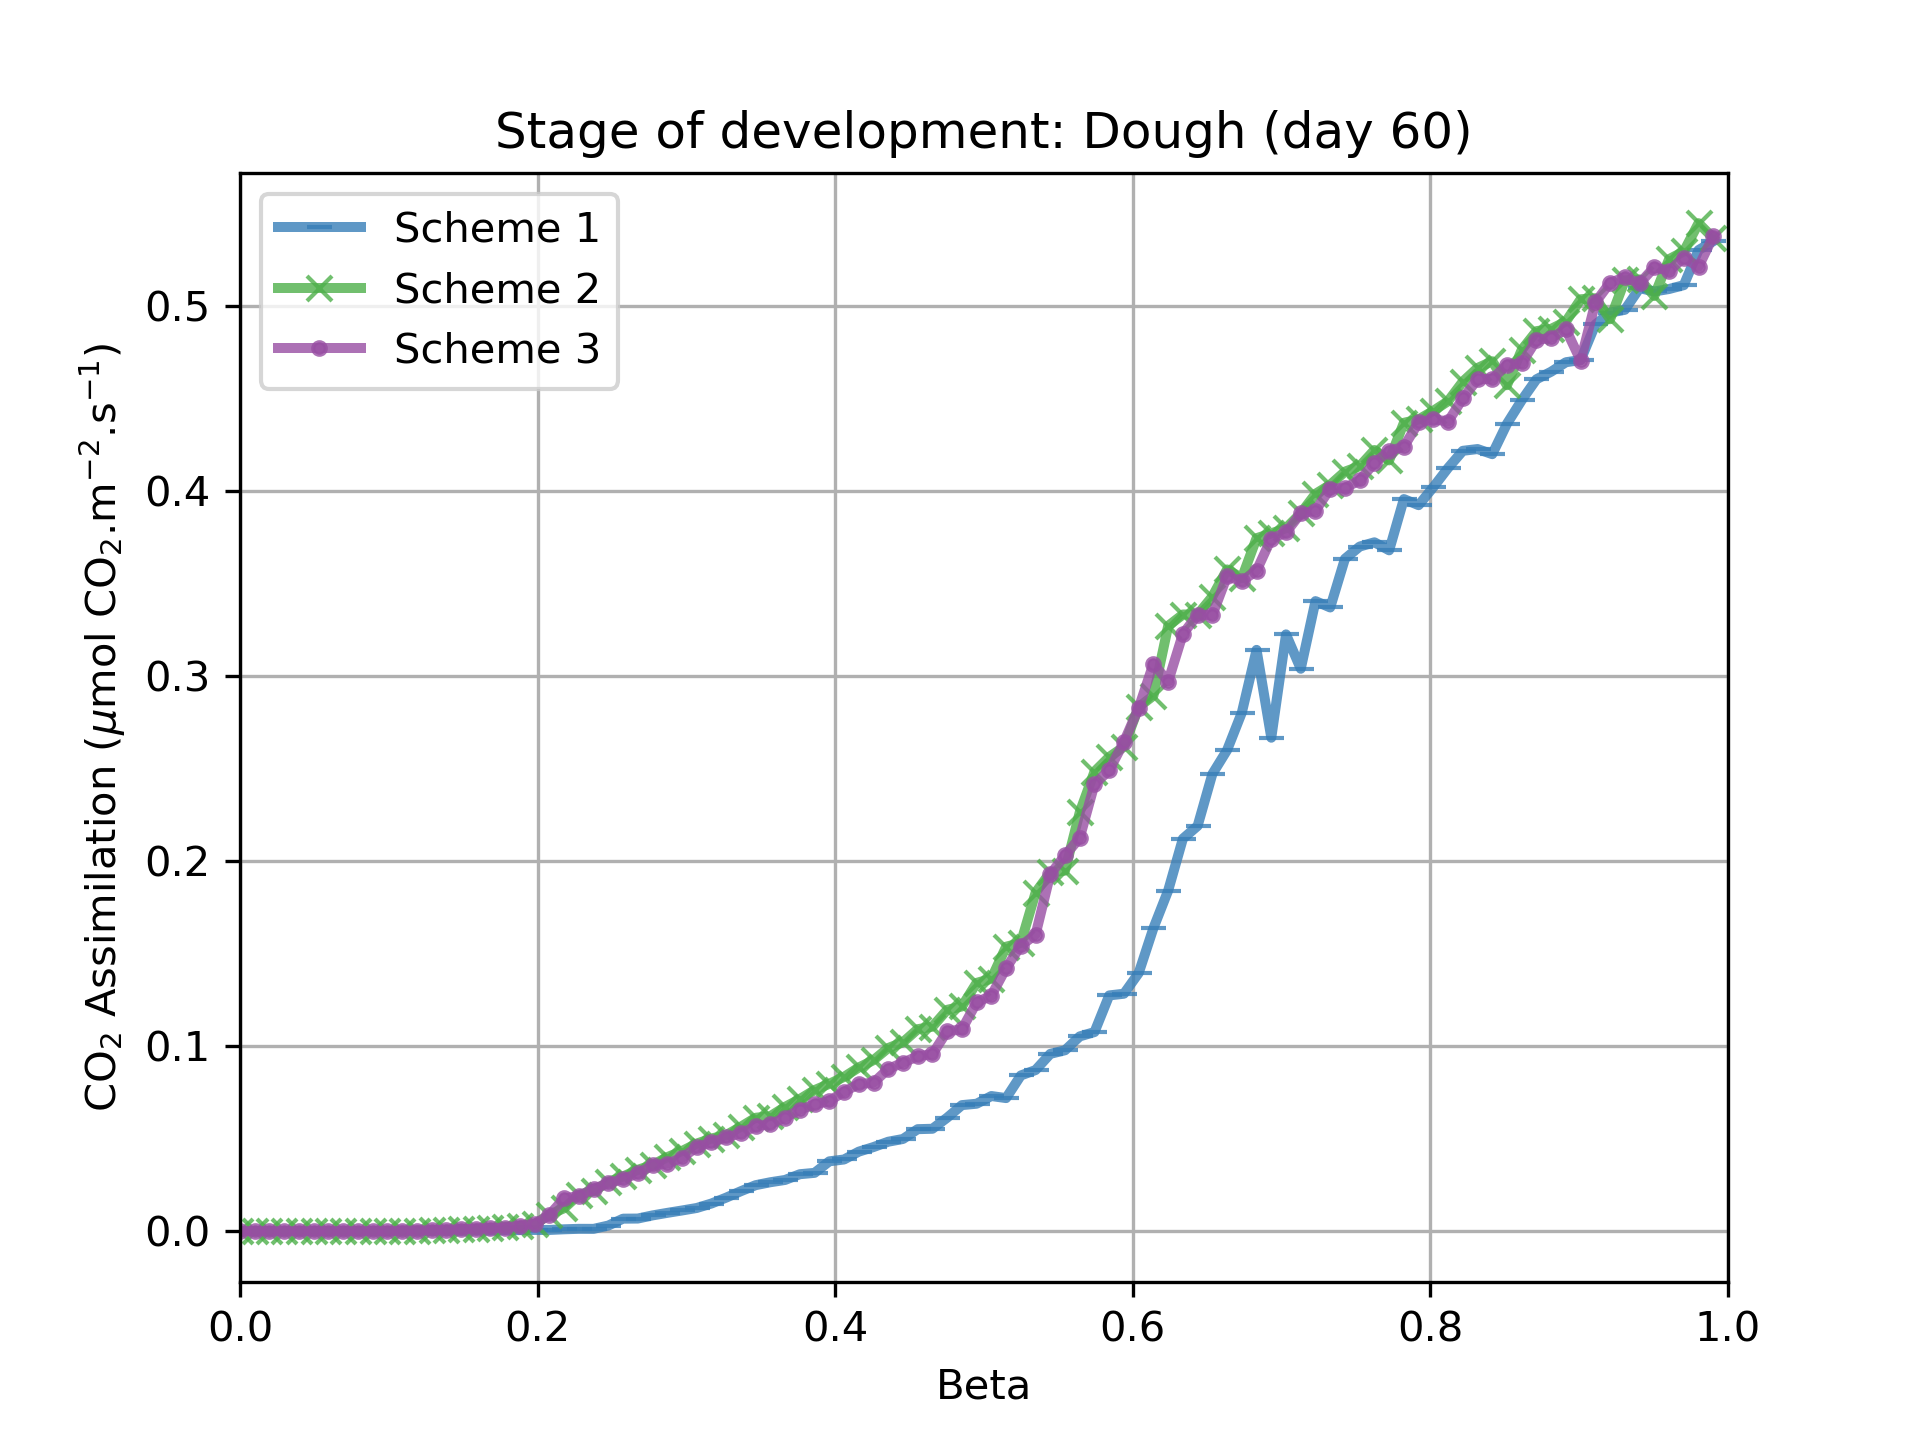 Stage of development: Dough (day 60)
Scheme 1
Scheme 2
Scheme 3
CO₂ Assimilation (μmol CO₂.m⁻².s⁻¹)
0.5
0.4
0.3
0.2
0.1
0.0
0.0 0.2 0.4 0.6 0.8 1.0
Beta